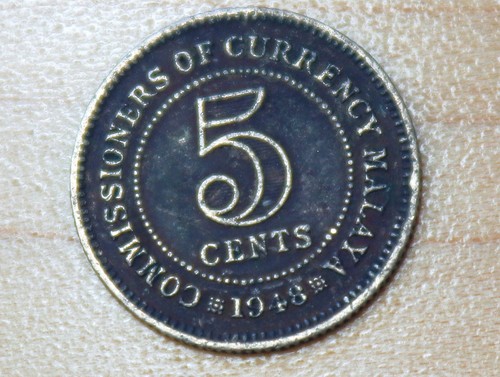 COMMISSIONERS OF CURRENCY MALAYA
5
CENTS
1948